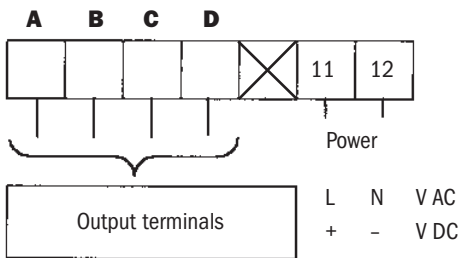 A B C D
11 12
Power
Output terminals
L N V AC
+ – V DC